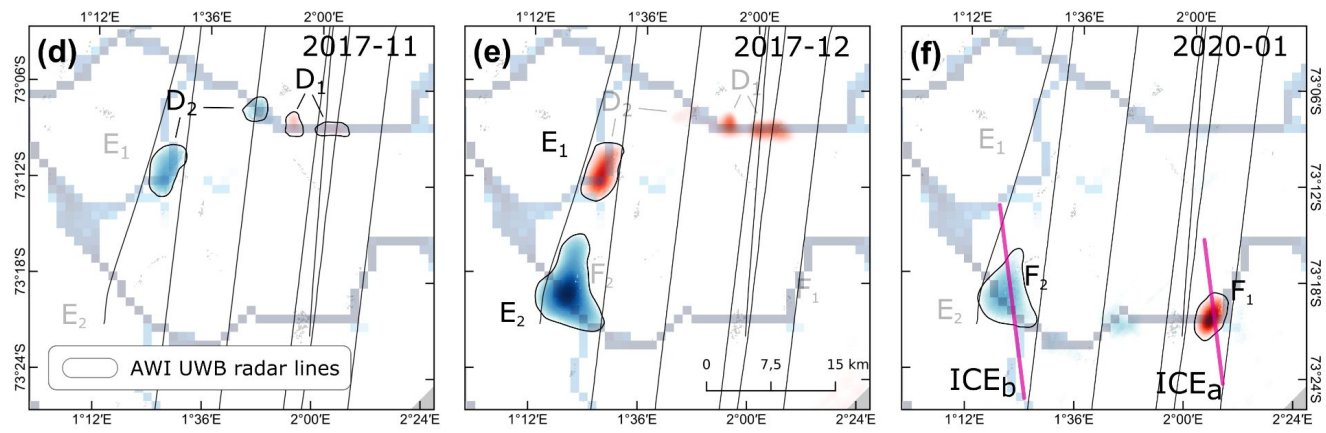 1°12'E 1°36'E 2°00'E
1°12'E 1°36'E 2°00'E
1°12'E 1°36'E 2°00'E
(d) 2017-11
73°06'S
D₁
D₂
E₁
73°12'S
73°18'S
E₂
AWI UWB radar lines
73°24'S
1°12'E 1°36'E 2°00'E 2°24'E
(e) 2017-12
D₁
D₂
E₁
F₂
F₁
E₂
0 7,5 15 km
1°12'E 1°36'E 2°00'E 2°24'E
(f) 2020-01
73°06'S
E₁
73°12'S
F₂
F₁
73°18'S
E₂
ICEb
ICEa
73°24'S
1°12'E 1°36'E 2°00'E 2°24'E